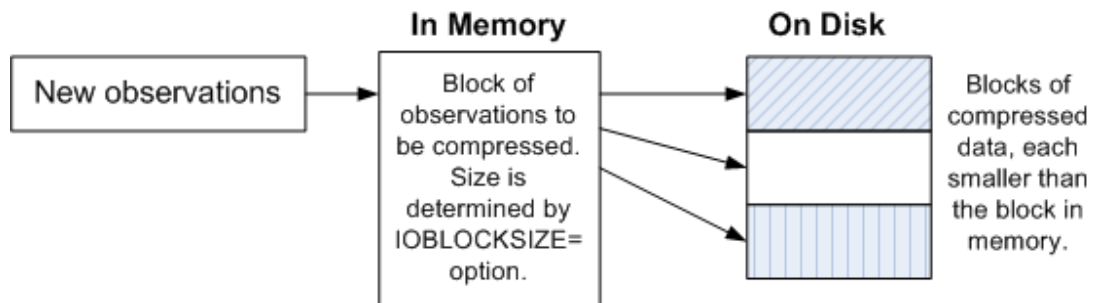 In Memory
On Disk
New observations
Block of
observations to
be compressed.
Size is
determined by
IOBLOCKSIZE=
option.
Blocks of
compressed
data, each
smaller than
the block in
memory.